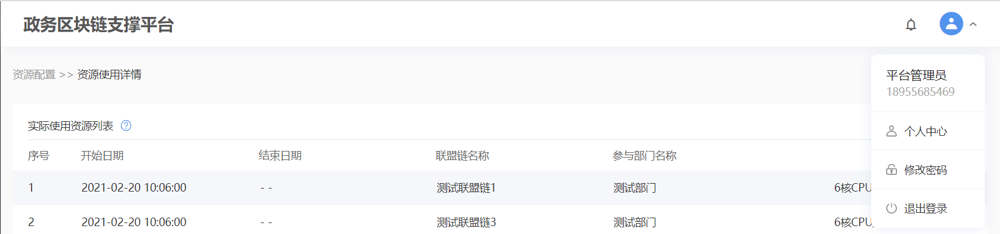 政务区块链支撑平台
资源配置 >> 资源使用详情
平台管理员
18955685469
个人中心
修改密码
退出登录
实际使用资源列表
序号 开始日期 结束日期 联盟链名称 参与部门名称
1 2021-02-20 10:06:00 - - 测试联盟链1 测试部门 6核CPU
2 2021-02-20 10:06:00 - - 测试联盟链3 测试部门 6核CPU